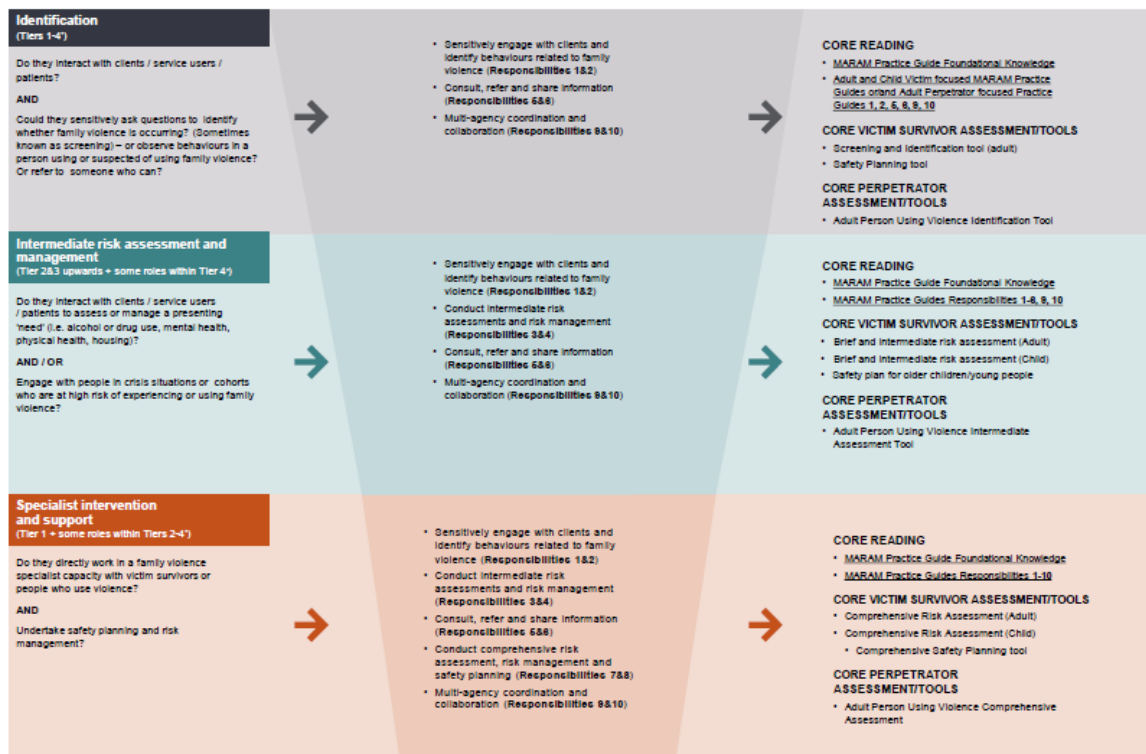 Identification
(Tiers 1-4*)
Do they interact with clients / service users /
patients?
AND
Could they sensitively ask questions to identify
whether family violence is occurring? (Sometimes
known as screening) – or observe behaviours in a
person using or suspected of using family violence?
Or refer to someone who can?
• Sensitively engage with clients and
identify behaviours related to family
violence (Responsibilities 1&2)
• Consult, refer and share information
(Responsibilities 5&6)
• Multi-agency coordination and
collaboration (Responsibilities 9&10)
CORE READING
• MARAM Practice Guide Foundational Knowledge
• Adult and Child Victim focused MARAM Practice
Guides or/and Adult Perpetrator focused Practice
Guides 1, 2, 5, 6, 9, 10
CORE VICTIM SURVIVOR ASSESSMENT/TOOLS
• Screening and Identification tool (adult)
• Safety Planning tool
CORE PERPETRATOR
ASSESSMENT/TOOLS
• Adult Person Using Violence Identification Tool
Intermediate risk assessment and
management
(Tier 2&3 upwards + some roles within Tier 4*)
Do they interact with clients / service users
/ patients to assess or manage a presenting
'need' (i.e. alcohol or drug use, mental health,
physical health, housing)?
AND / OR
Engage with people in crisis situations or cohorts
who are at high risk of experiencing or using family
violence?
• Sensitively engage with clients and
identify behaviours related to family
violence (Responsibilities 1&2)
• Conduct intermediate risk
assessments and risk management
(Responsibilities 3&4)
• Consult, refer and share information
(Responsibilities 5&6)
• Multi-agency coordination and
collaboration (Responsibilities 9&10)
CORE READING
• MARAM Practice Guide Foundational Knowledge
• MARAM Practice Guides Responsibilities 1-6, 9, 10
CORE VICTIM SURVIVOR ASSESSMENT/TOOLS
• Brief and intermediate risk assessment (Adult)
• Brief and intermediate risk assessment (Child)
• Safety plan for older children/young people
CORE PERPETRATOR
ASSESSMENT/TOOLS
• Adult Person Using Violence Intermediate
Assessment Tool
Specialist intervention
and support
(Tier 1 + some roles within Tiers 2-4*)
Do they directly work in a family violence
specialist capacity with victim survivors or
people who use violence?
AND
Undertake safety planning and risk
management?
• Sensitively engage with clients and
identify behaviours related to family
violence (Responsibilities 1&2)
• Conduct intermediate risk
assessments and risk management
(Responsibilities 3&4)
• Consult, refer and share information
(Responsibilities 5&6)
• Conduct comprehensive risk
assessment, risk management and
safety planning (Responsibilities 7&8)
• Multi-agency coordination and
collaboration (Responsibilities 9&10)
CORE READING
• MARAM Practice Guide Foundational Knowledge
• MARAM Practice Guides Responsibilities 1-10
CORE VICTIM SURVIVOR ASSESSMENT/TOOLS
• Comprehensive Risk Assessment (Adult)
• Comprehensive Risk Assessment (Child)
• Comprehensive Safety Planning tool
CORE PERPETRATOR
ASSESSMENT/TOOLS
• Adult Person Using Violence Comprehensive
Assessment